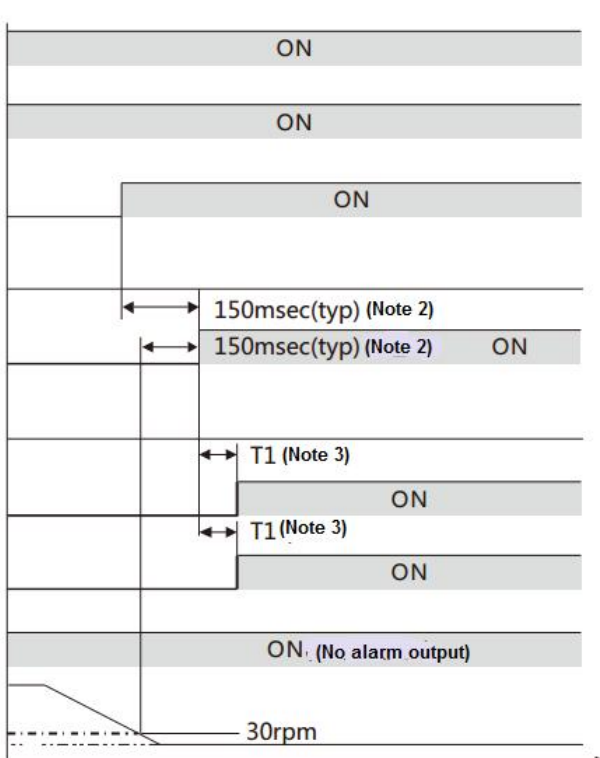 ON
ON
ON
150msec(typ) (Note 2)
150msec(typ) (Note 2) ON
T1 (Note 3)
ON
T1 (Note 3)
ON
ON (No alarm output)
30rpm